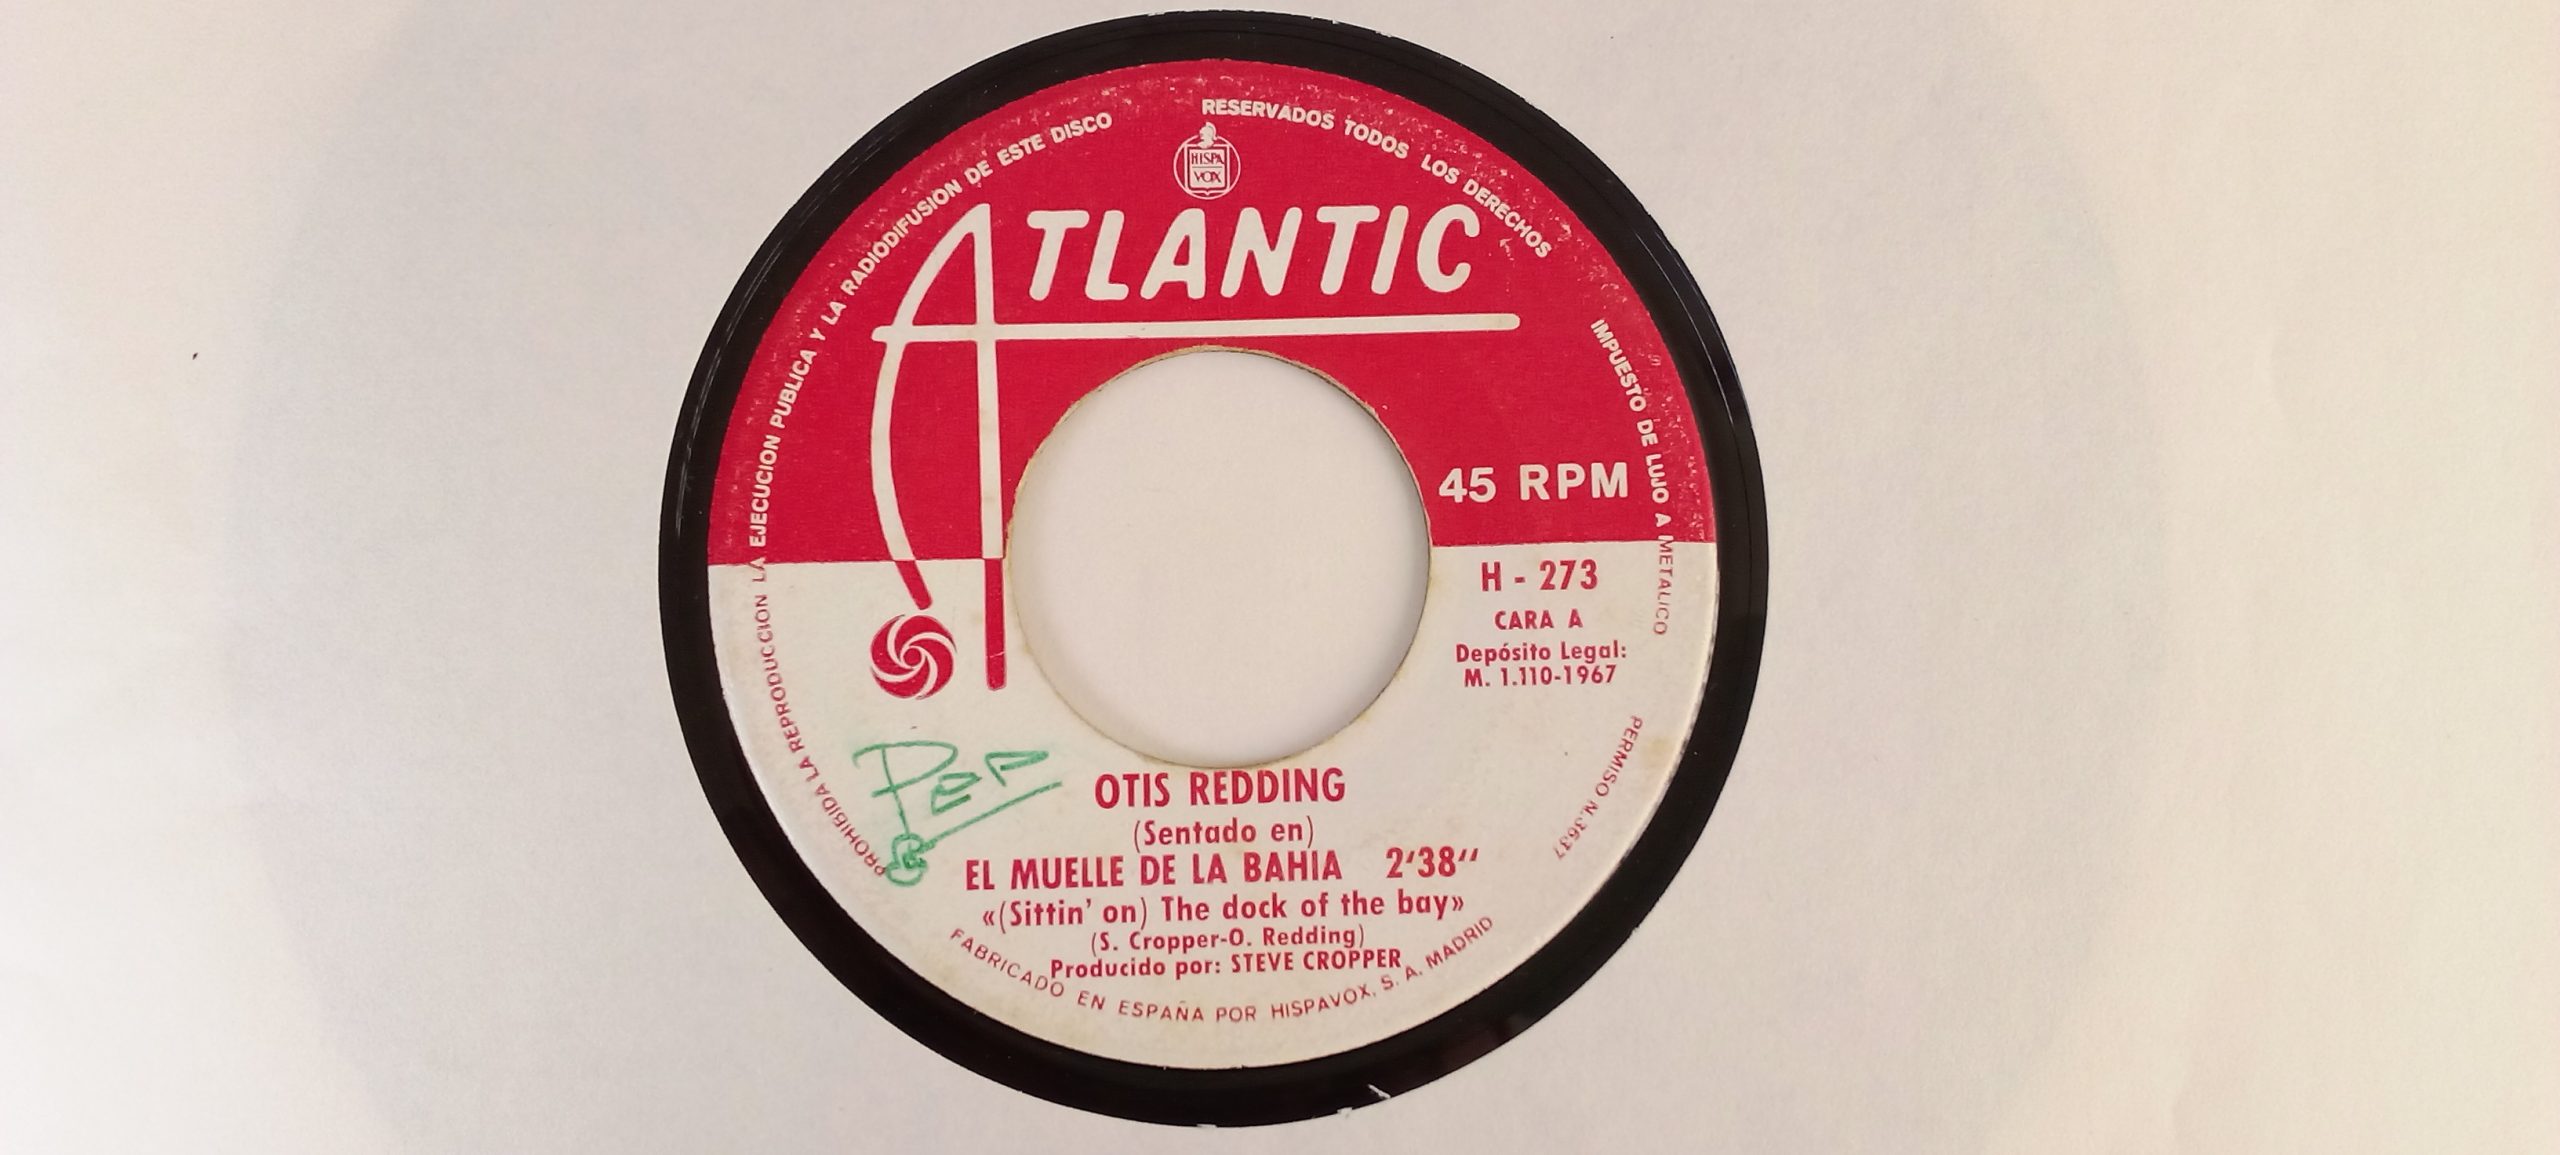 PROHIBIDA LA REPRODUCCION LA EJECUCION PUBLICA Y LA RADIODIFUSION DE ESTE DISCO
RESERVADOS TODOS LOS DERECHOS
IMPUESTO DE LUJO A METALICO
HISPA
VOX
ATLANTIC
45 RPM
H - 273
CARA A
Depósito Legal:
M. 1.110-1967
PERMISO N. 3637
Pep
OTIS REDDING
(Sentado en)
EL MUELLE DE LA BAHIA 2'38''
«(Sittin' on) The dock of the bay»
(S. Cropper-O. Redding)
Producido por: STEVE CROPPER
FABRICADO EN ESPAÑA POR HISPAVOX, S. A. MADRID